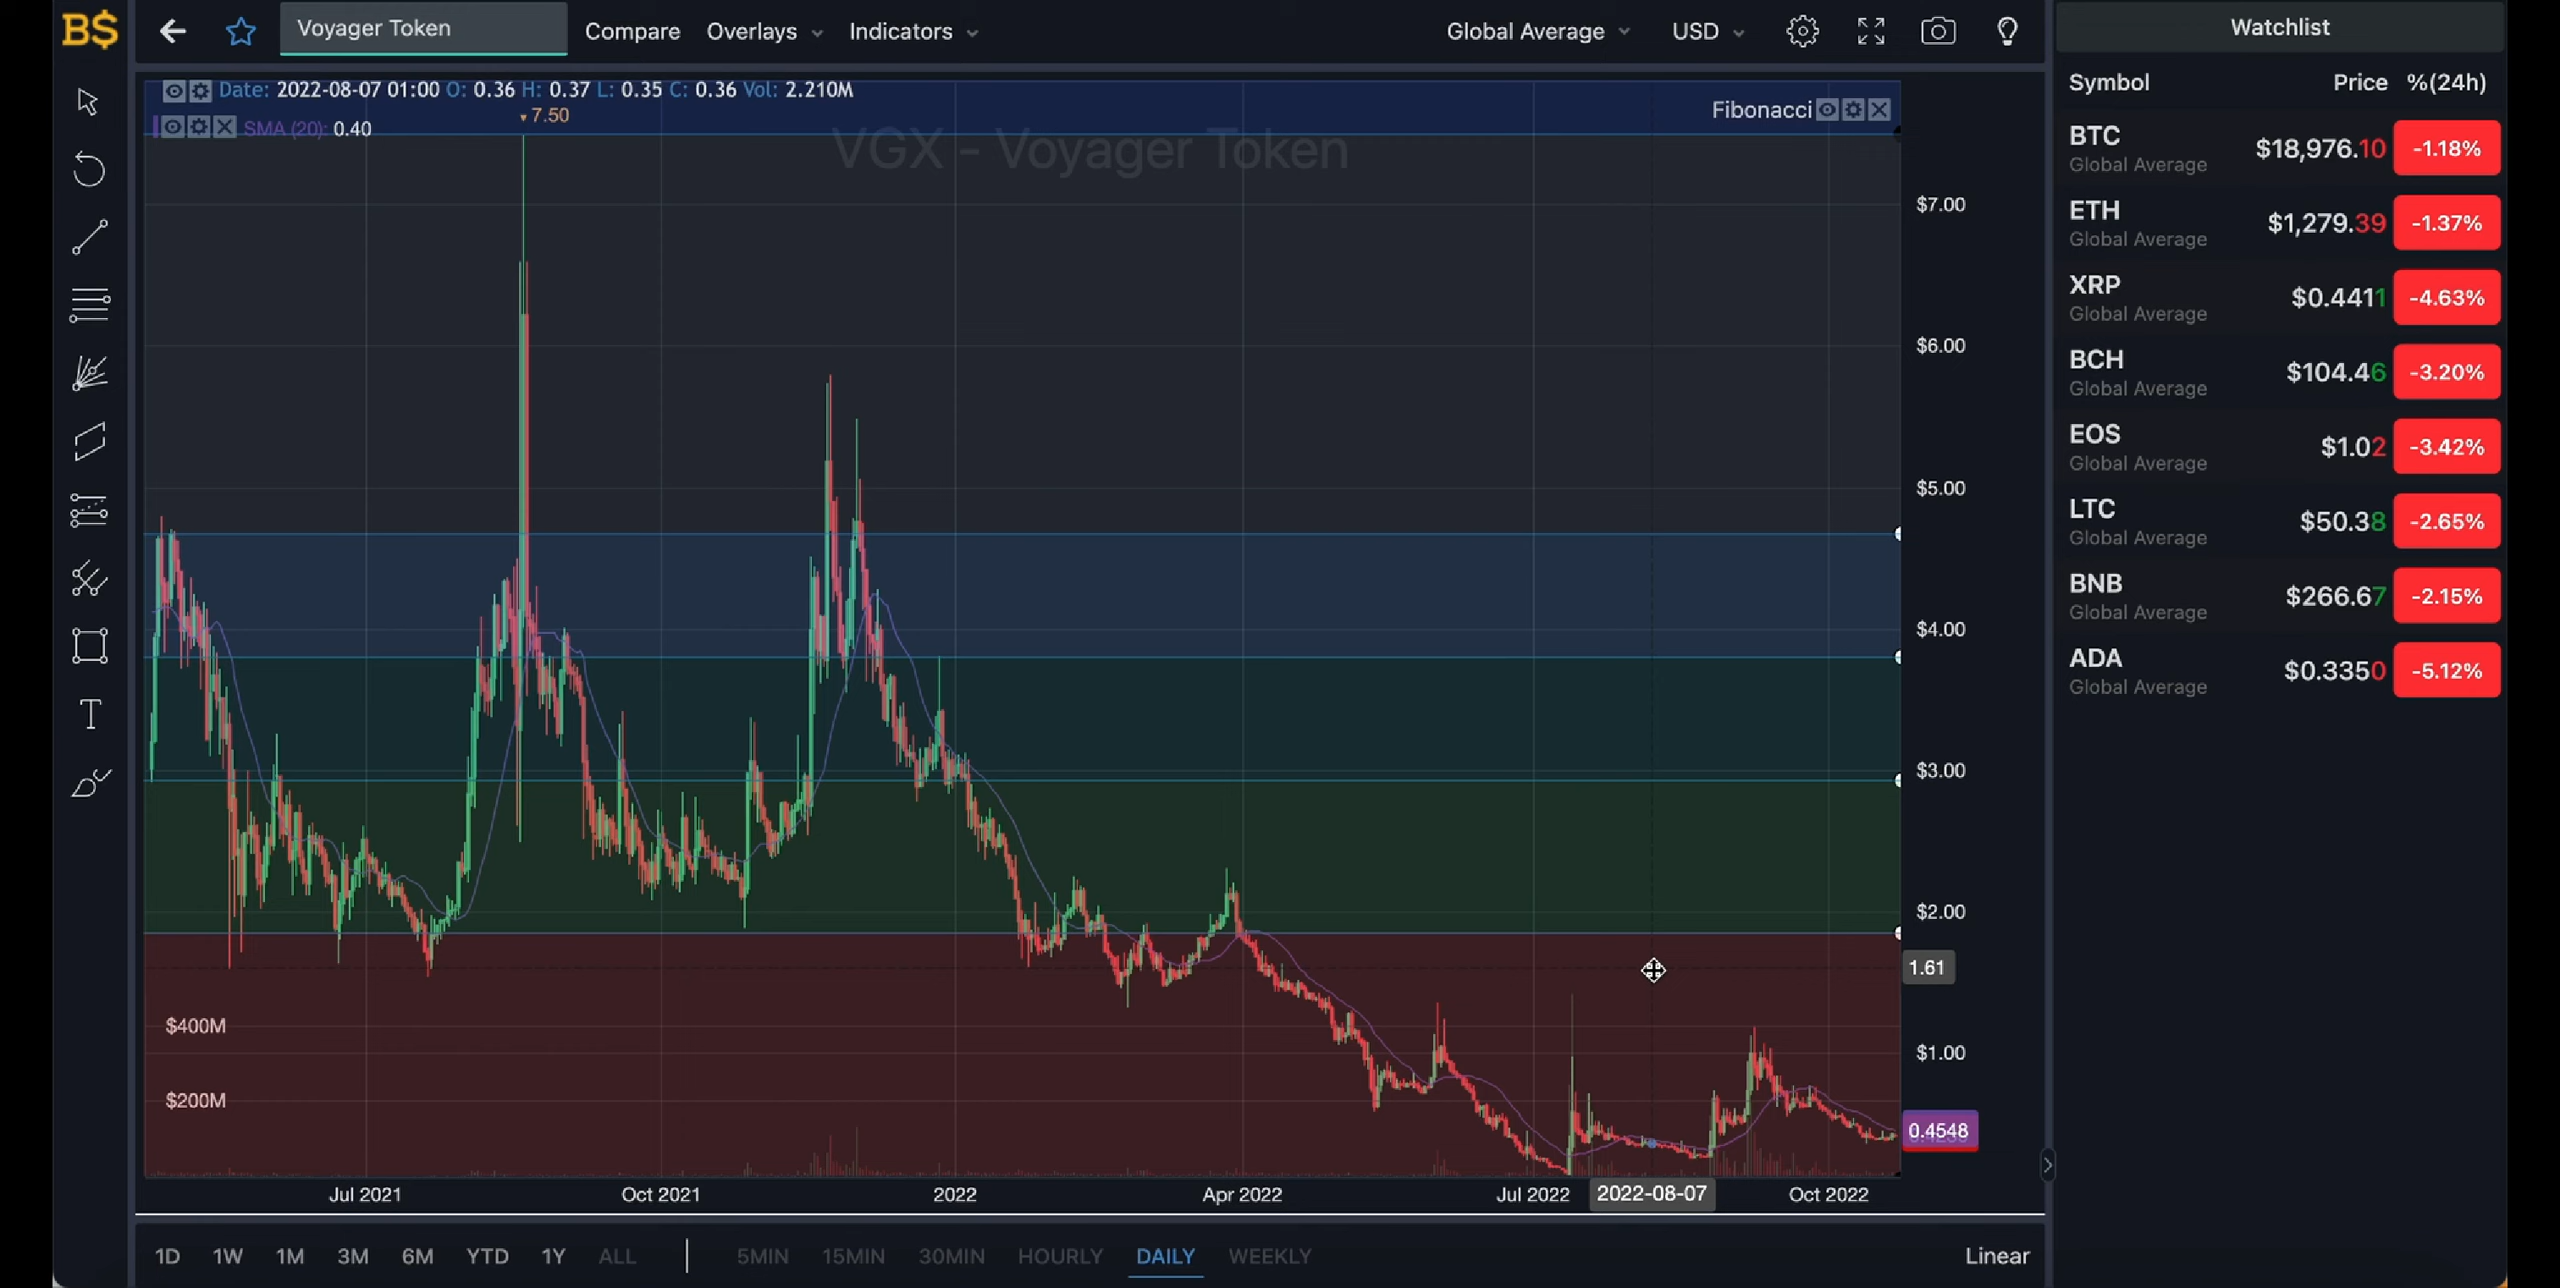 B$
Voyager Token
Compare
Overlays
Indicators
Global Average
USD
Watchlist
Date: 2022-08-07 01:00 O: 0.36 H: 0.37 L: 0.35 C: 0.36 Vol: 2.210M
SMA (20): 0.40
7.50
Fibonacci
VGX - Voyager Token
$7.00
$6.00
$5.00
$4.00
$3.00
$2.00
1.61
$1.00
0.4548
$400M
$200M
Jul 2021
Oct 2021
2022
Apr 2022
Jul 2022
2022-08-07
Oct 2022
1D 1W 1M 3M 6M YTD 1Y ALL
5MIN 15MIN 30MIN HOURLY DAILY WEEKLY
Linear
Symbol Price %(24h)
BTC $18,976.10 -1.18%
Global Average
ETH $1,279.39 -1.37%
Global Average
XRP $0.4411 -4.63%
Global Average
BCH $104.46 -3.20%
Global Average
EOS $1.02 -3.42%
Global Average
LTC $50.38 -2.65%
Global Average
BNB $266.67 -2.15%
Global Average
ADA $0.3350 -5.12%
Global Average